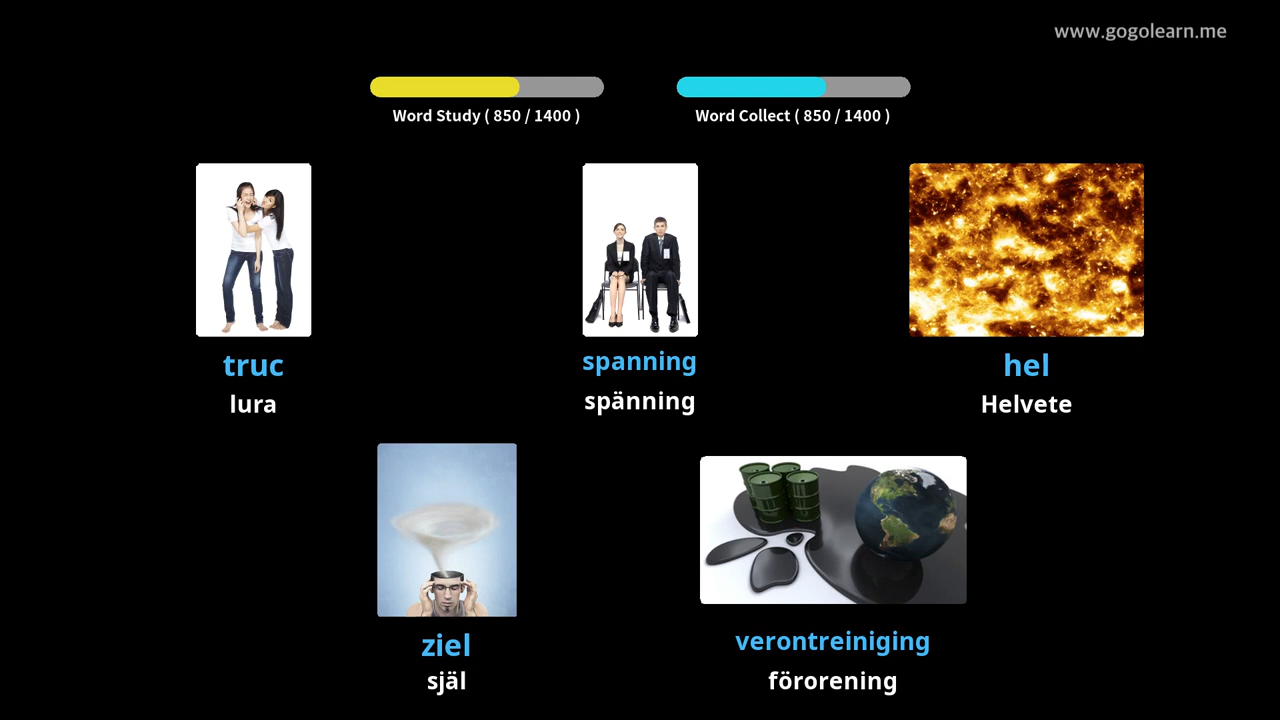 www.gogolearn.me
Word Study ( 850 / 1400 )
Word Collect ( 850 / 1400 )
truc
lura
spanning
spänning
hel
Helvete
ziel
själ
verontreiniging
förorening